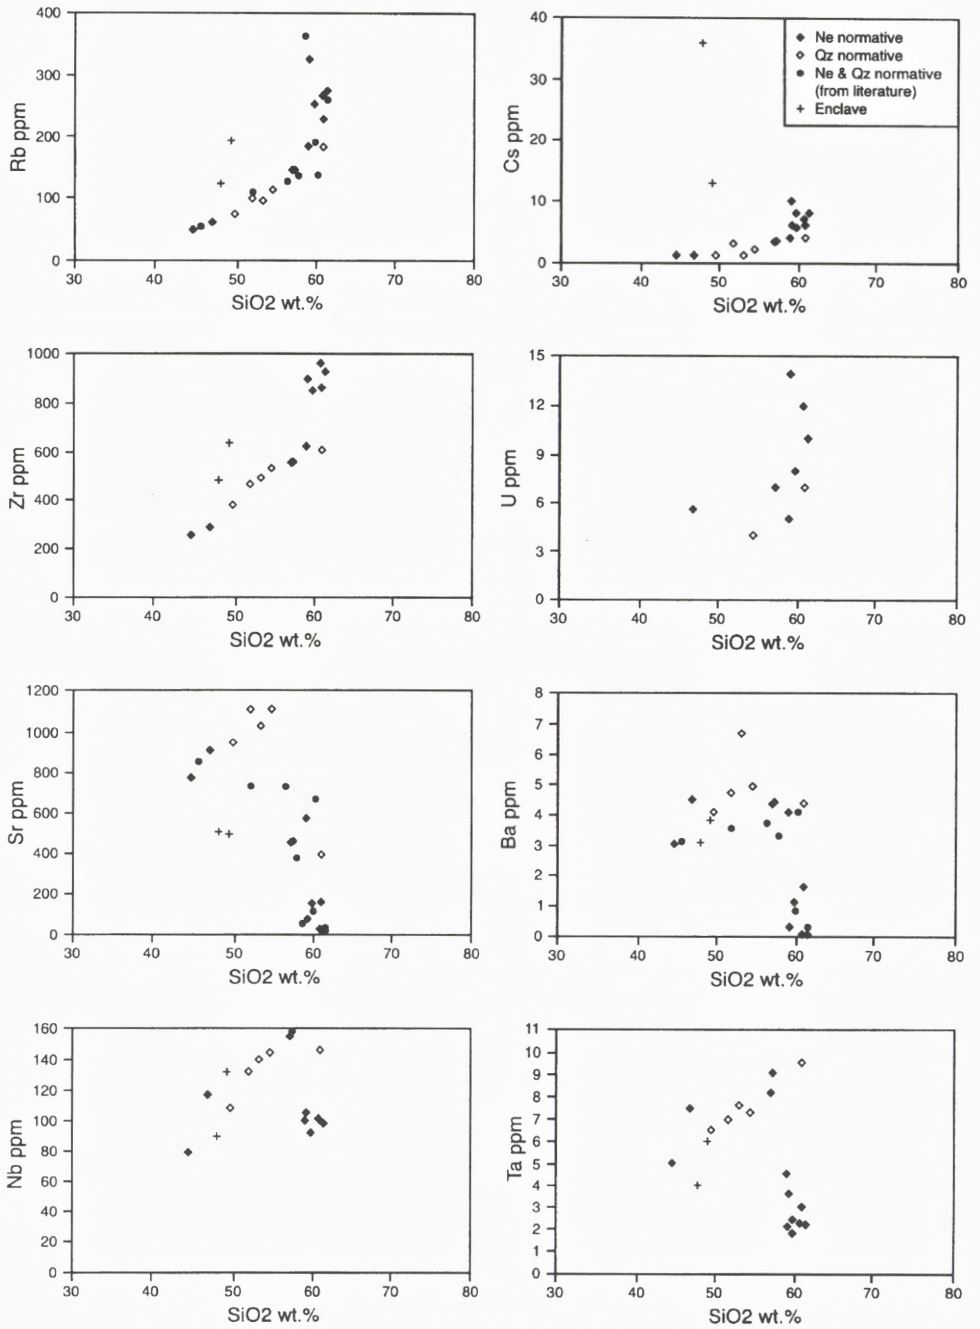 400
300
200
100
0
Rb ppm
30 40 50 60 70 80
SiO2 wt.%
40
30
20
10
0
Cs ppm
Ne normative
Qz normative
Ne & Qz normative
(from literature)
Enclave
30 40 50 60 70 80
SiO2 wt.%
1000
800
600
400
200
0
Zr ppm
30 40 50 60 70 80
SiO2 wt.%
15
12
9
6
3
0
U ppm
30 40 50 60 70 80
SiO2 wt.%
1200
1000
800
600
400
200
0
Sr ppm
30 40 50 60 70 80
SiO2 wt.%
8
7
6
5
4
3
2
1
0
Ba ppm
30 40 50 60 70 80
SiO2 wt.%
160
140
120
100
80
60
40
20
0
Nb ppm
30 40 50 60 70 80
SiO2 wt.%
11
10
9
8
7
6
5
4
3
2
1
0
Ta ppm
30 40 50 60 70 80
SiO2 wt.%